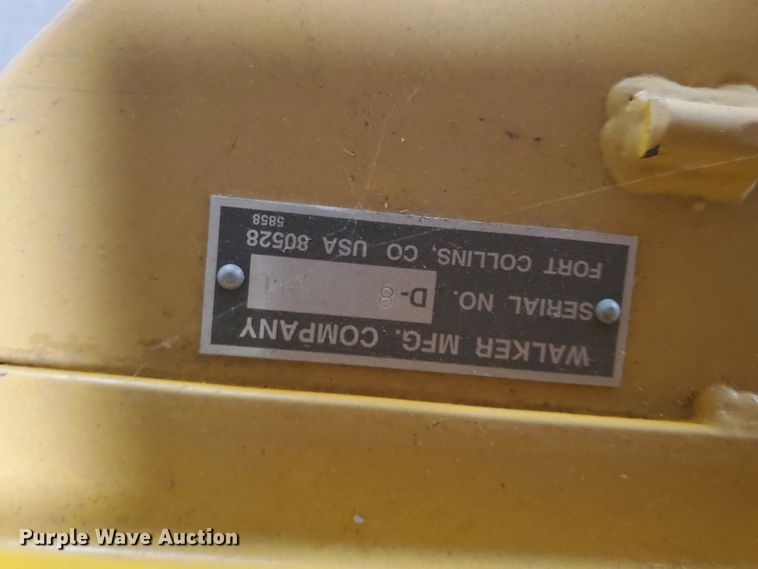 WALKER MFG. COMPANY
SERIAL NO. D-8
FORT COLLINS, CO USA 80528
5858
Purple Wave Auction